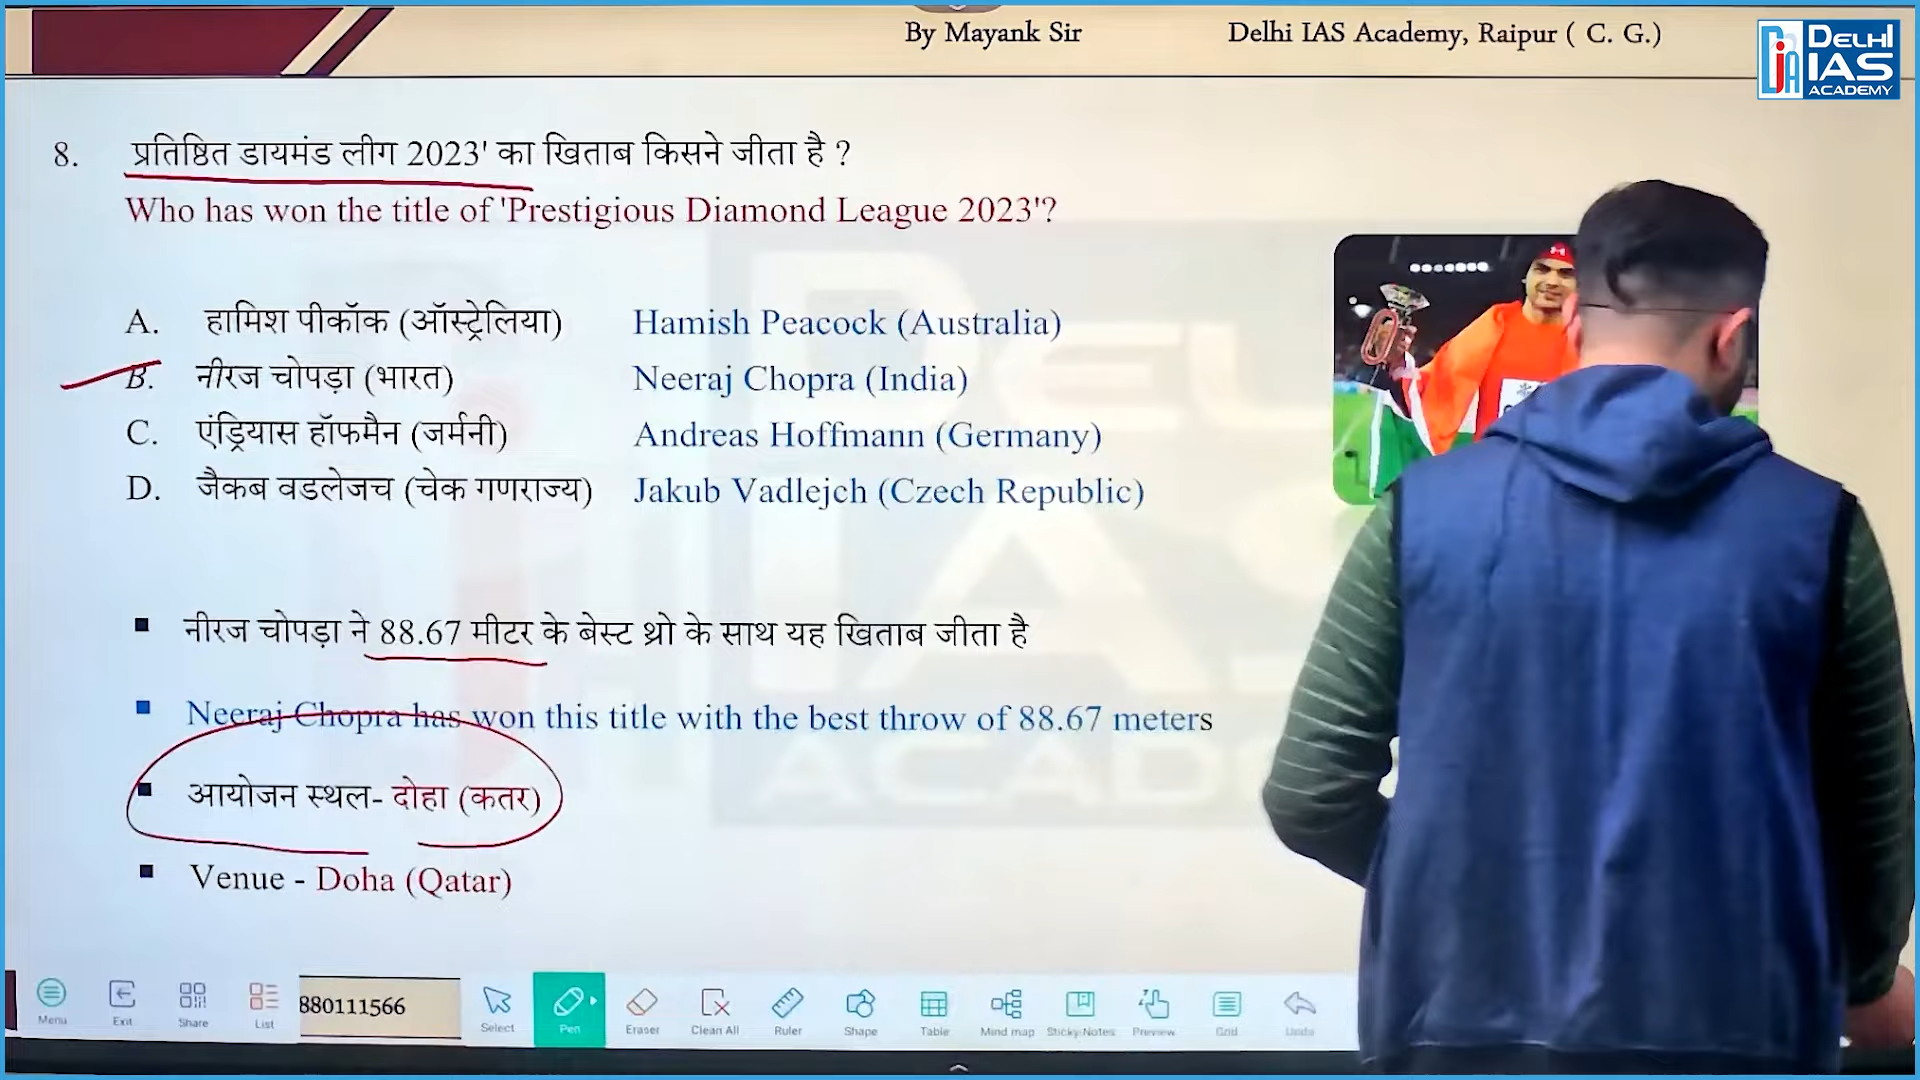 By Mayank Sir
Delhi IAS Academy, Raipur ( C. G.)
DELHI
IAS
ACADEMY
8. प्रतिष्ठित डायमंड लीग 2023' का खिताब किसने जीता है ?
Who has won the title of 'Prestigious Diamond League 2023'?
A. हामिश पीकॉक (ऑस्ट्रेलिया) Hamish Peacock (Australia)
B. नीरज चोपड़ा (भारत) Neeraj Chopra (India)
C. एंड्रियास हॉफमैन (जर्मनी) Andreas Hoffmann (Germany)
D. जैकब वडलेजच (चेक गणराज्य) Jakub Vadlejch (Czech Republic)
▪ नीरज चोपड़ा ने 88.67 मीटर के बेस्ट थ्रो के साथ यह खिताब जीता है
▪ Neeraj Chopra has won this title with the best throw of 88.67 meters
▪ आयोजन स्थल- दोहा (कतर)
▪ Venue - Doha (Qatar)
880111566
Menu Exit Share List Select Pen Eraser Clean All Ruler Shape Table Mind map Sticky Notes Preview Grid Undo